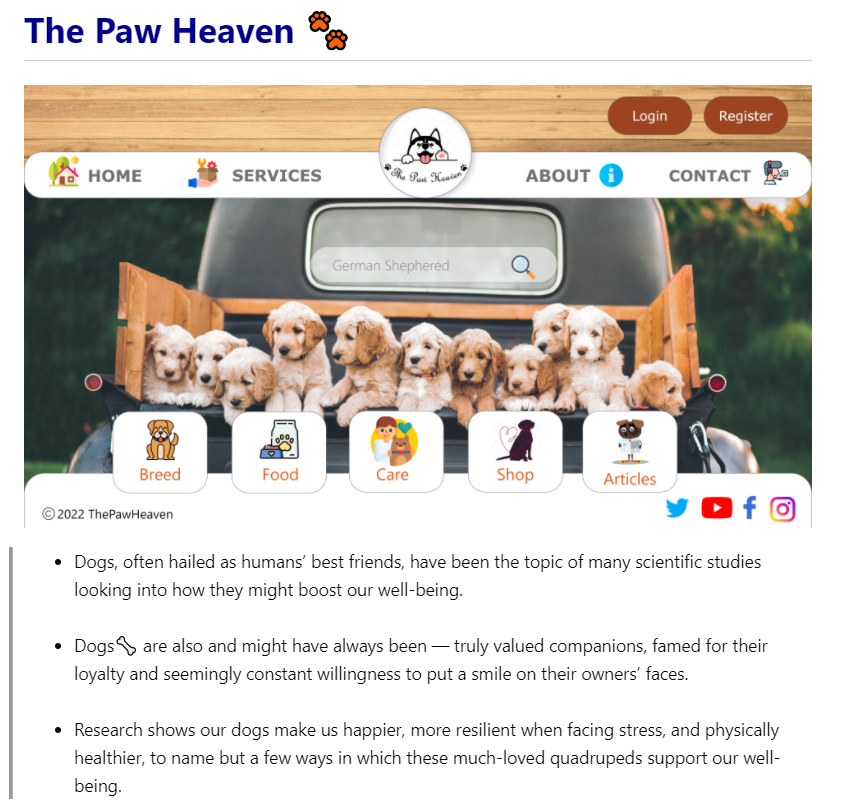 The Paw Heaven
Login
Register
HOME
SERVICES
The Paw Heaven
ABOUT
CONTACT
German Shephered
Breed
Food
Care
Shop
Articles
© 2022 ThePawHeaven
• Dogs, often hailed as humans’ best friends, have been the topic of many scientific studies
looking into how they might boost our well-being.
• Dogs are also and might have always been — truly valued companions, famed for their
loyalty and seemingly constant willingness to put a smile on their owners’ faces.
• Research shows our dogs make us happier, more resilient when facing stress, and physically
healthier, to name but a few ways in which these much-loved quadrupeds support our well-
being.